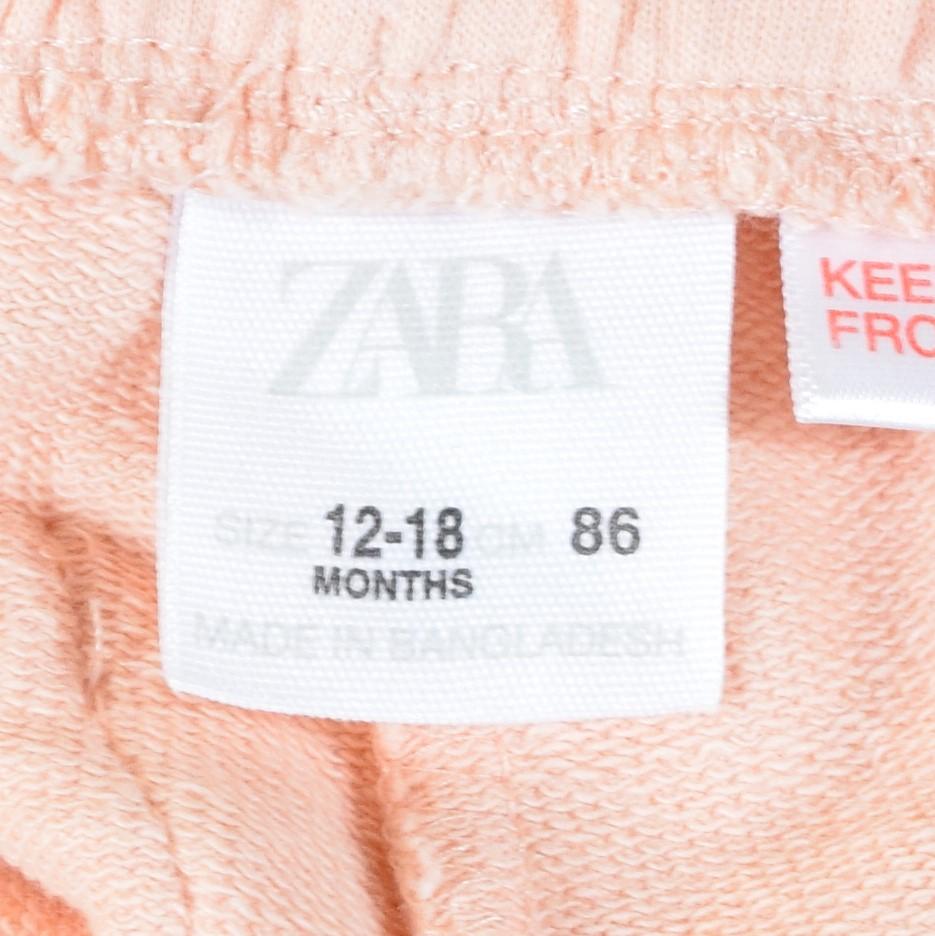 ZARA
SIZE 12-18 CM 86
MONTHS
MADE IN BANGLADESH
KEE
FRO